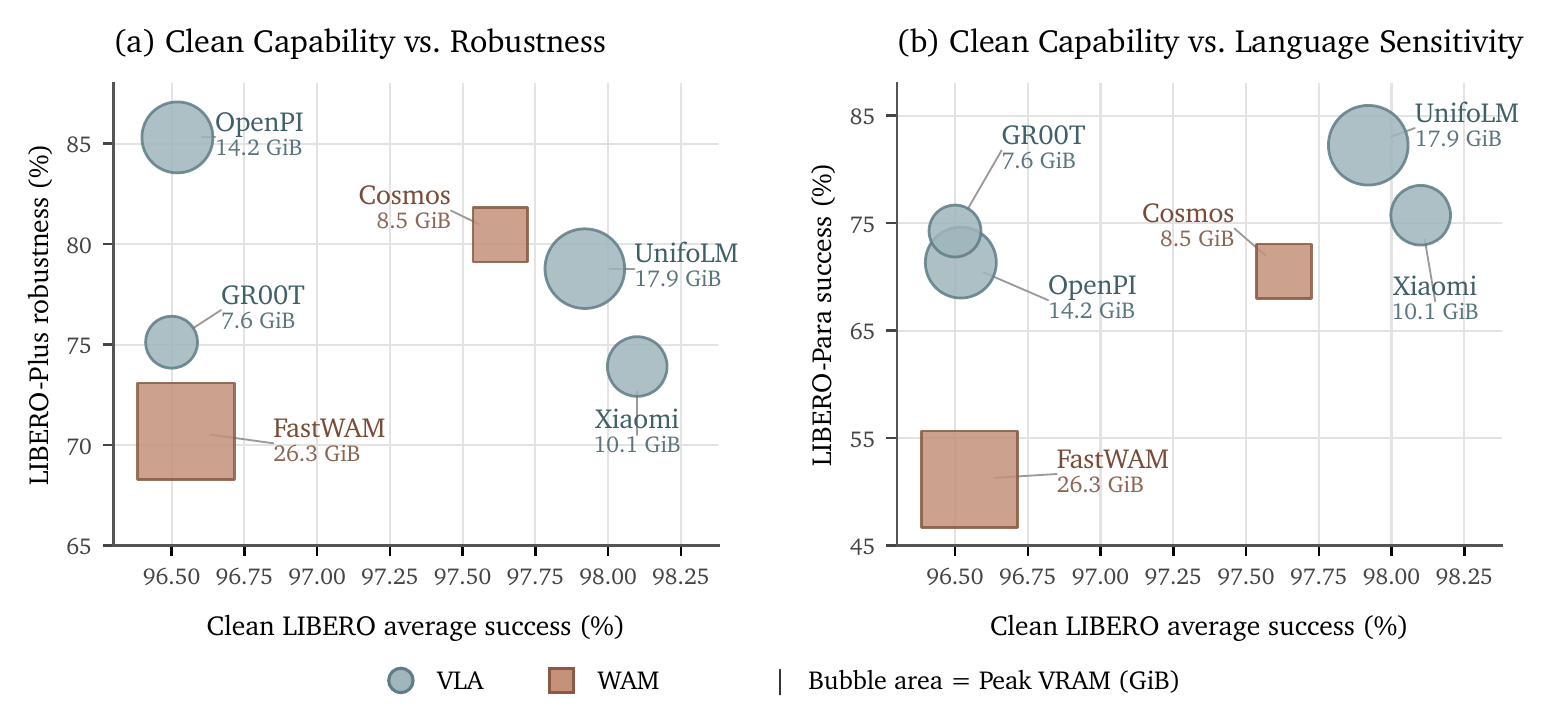 (a) Clean Capability vs. Robustness
LIBERO-Plus robustness (%)
85
80
75
70
65
OpenPI
14.2 GiB
Cosmos
8.5 GiB
UnifoLM
17.9 GiB
GR00T
7.6 GiB
Xiaomi
10.1 GiB
FastWAM
26.3 GiB
96.50 96.75 97.00 97.25 97.50 97.75 98.00 98.25
Clean LIBERO average success (%)
(b) Clean Capability vs. Language Sensitivity
LIBERO-Para success (%)
85
75
65
55
45
UnifoLM
17.9 GiB
GR00T
7.6 GiB
Cosmos
8.5 GiB
OpenPI
14.2 GiB
Xiaomi
10.1 GiB
FastWAM
26.3 GiB
96.50 96.75 97.00 97.25 97.50 97.75 98.00 98.25
Clean LIBERO average success (%)
VLA WAM | Bubble area = Peak VRAM (GiB)